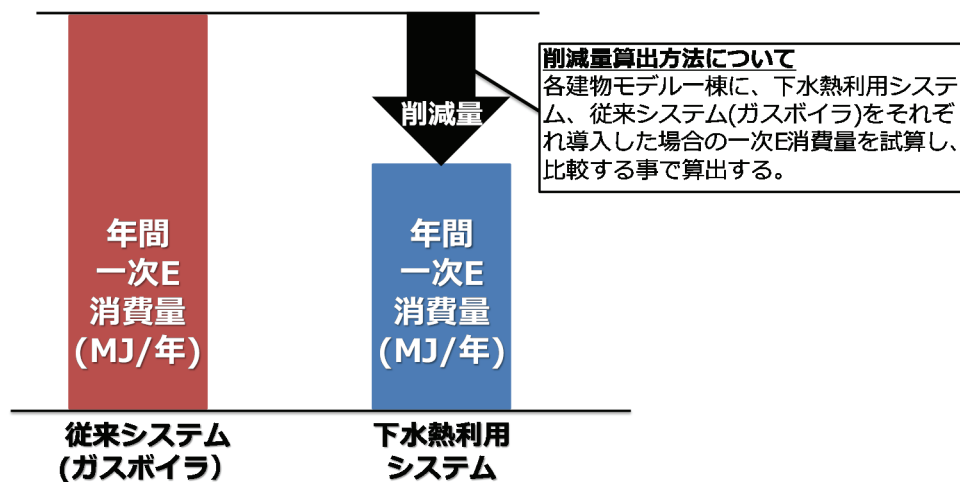 削減量
削減量算出方法について
各建物モデル一棟に、下水熱利用システ
ム、従来システム(ガスボイラ)をそれぞ
れ導入した場合の一次E消費量を試算し、
比較する事で算出する。
年間
一次E
消費量
(MJ/年)
年間
一次E
消費量
(MJ/年)
従来システム
(ガスボイラ）
下水熱利用
システム